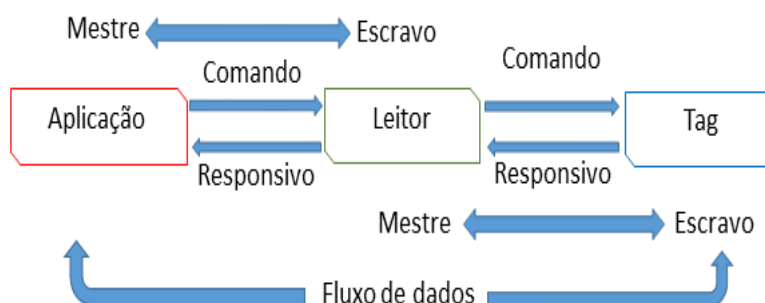 Mestre
Escravo
Comando
Comando
Aplicação
Leitor
Tag
Responsivo
Responsivo
Mestre
Escravo
Fluxo de dados